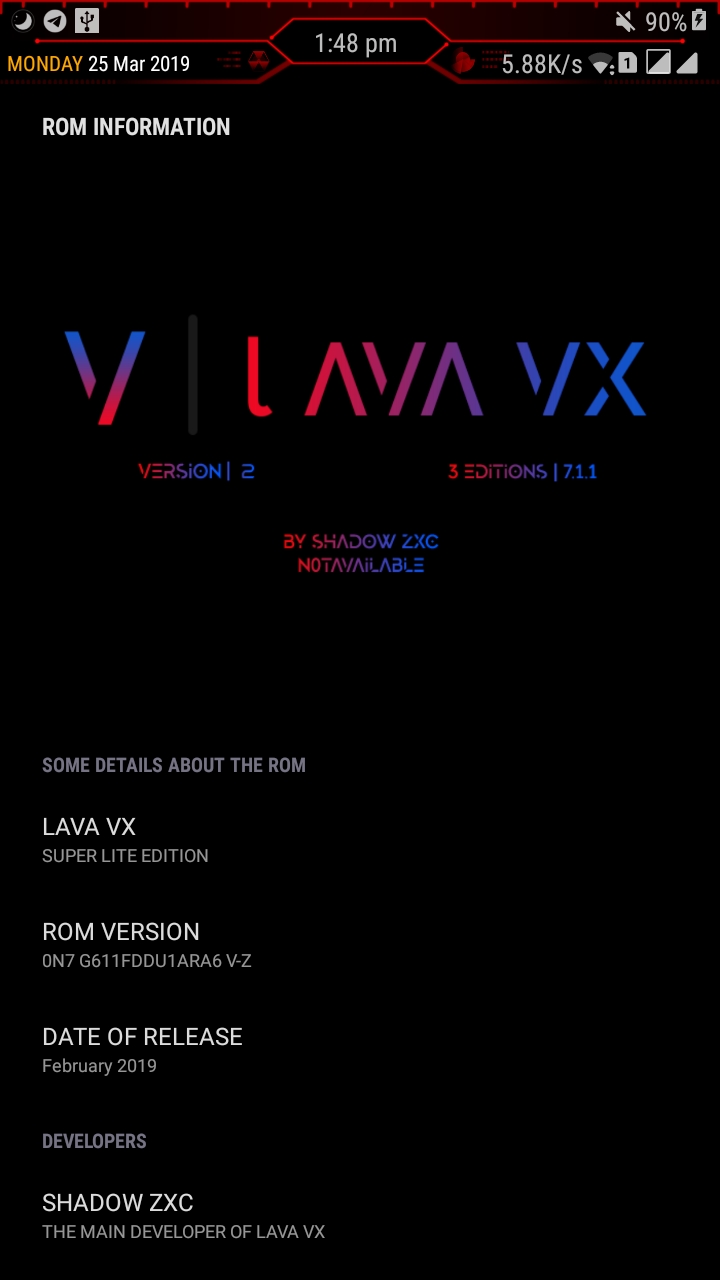 1:48 pm
90%
MONDAY 25 Mar 2019
5.88K/s
1
ROM INFORMATION
V | LAVA VX
VERSION | 2
3 EDITIONS | 7.1.1
BY SHADOW ZXC
N0TAVAILABLE
SOME DETAILS ABOUT THE ROM
LAVA VX
SUPER LITE EDITION
ROM VERSION
0N7 G611FDDU1ARA6 V-Z
DATE OF RELEASE
February 2019
DEVELOPERS
SHADOW ZXC
THE MAIN DEVELOPER OF LAVA VX